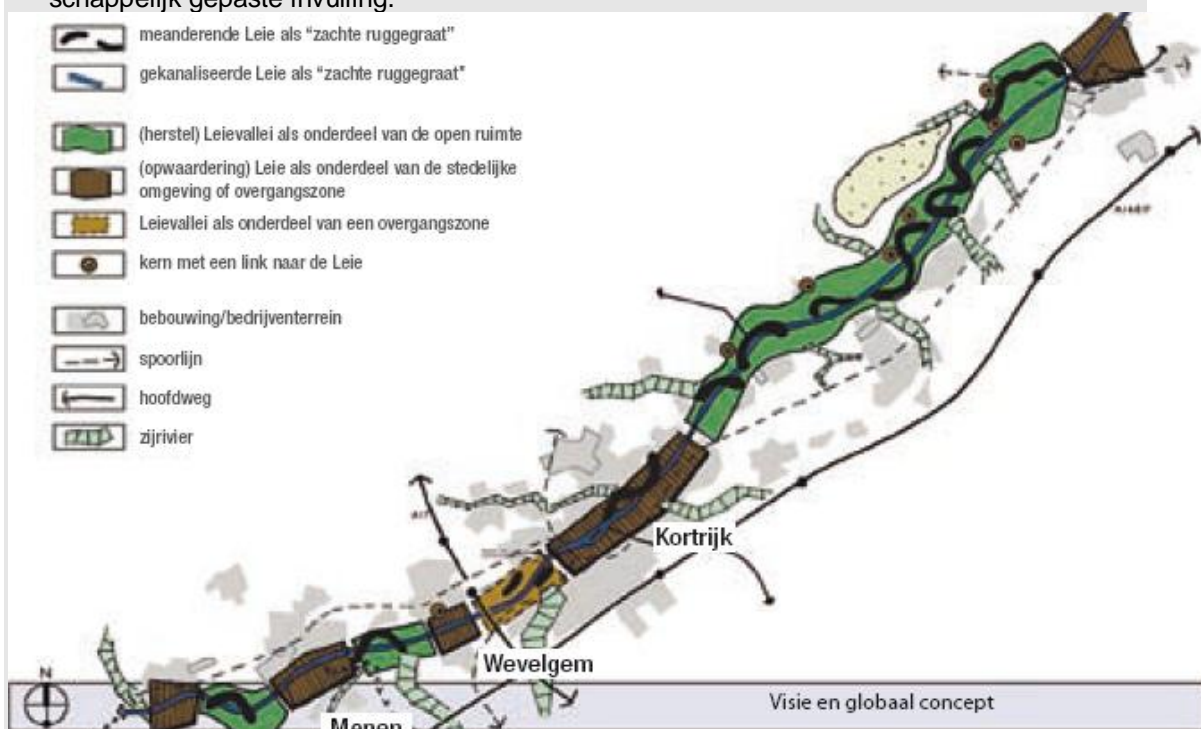 schappelijk gepaste invulling.
meanderende Leie als “zachte ruggegraat”
gekanaliseerde Leie als “zachte ruggegraat”
(herstel) Leievallei als onderdeel van de open ruimte
(opwaardering) Leie als onderdeel van de stedelijke
omgeving of overgangszone
Leievallei als onderdeel van een overgangszone
kern met een link naar de Leie
bebouwing/bedrijventerrein
spoorlijn
hoofdweg
zijrivier
Kortrijk
Wevelgem
Menen
N
Visie en globaal concept